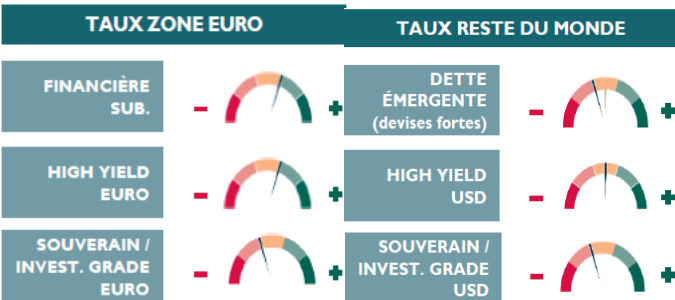 TAUX ZONE EURO
FINANCIÈRE
SUB.
-
+
HIGH YIELD
EURO
-
+
SOUVERAIN /
INVEST. GRADE
EURO
-
+
TAUX RESTE DU MONDE
DETTE
ÉMERGENTE
(devises fortes)
-
+
HIGH YIELD
USD
-
+
SOUVERAIN /
INVEST. GRADE
USD
-
+